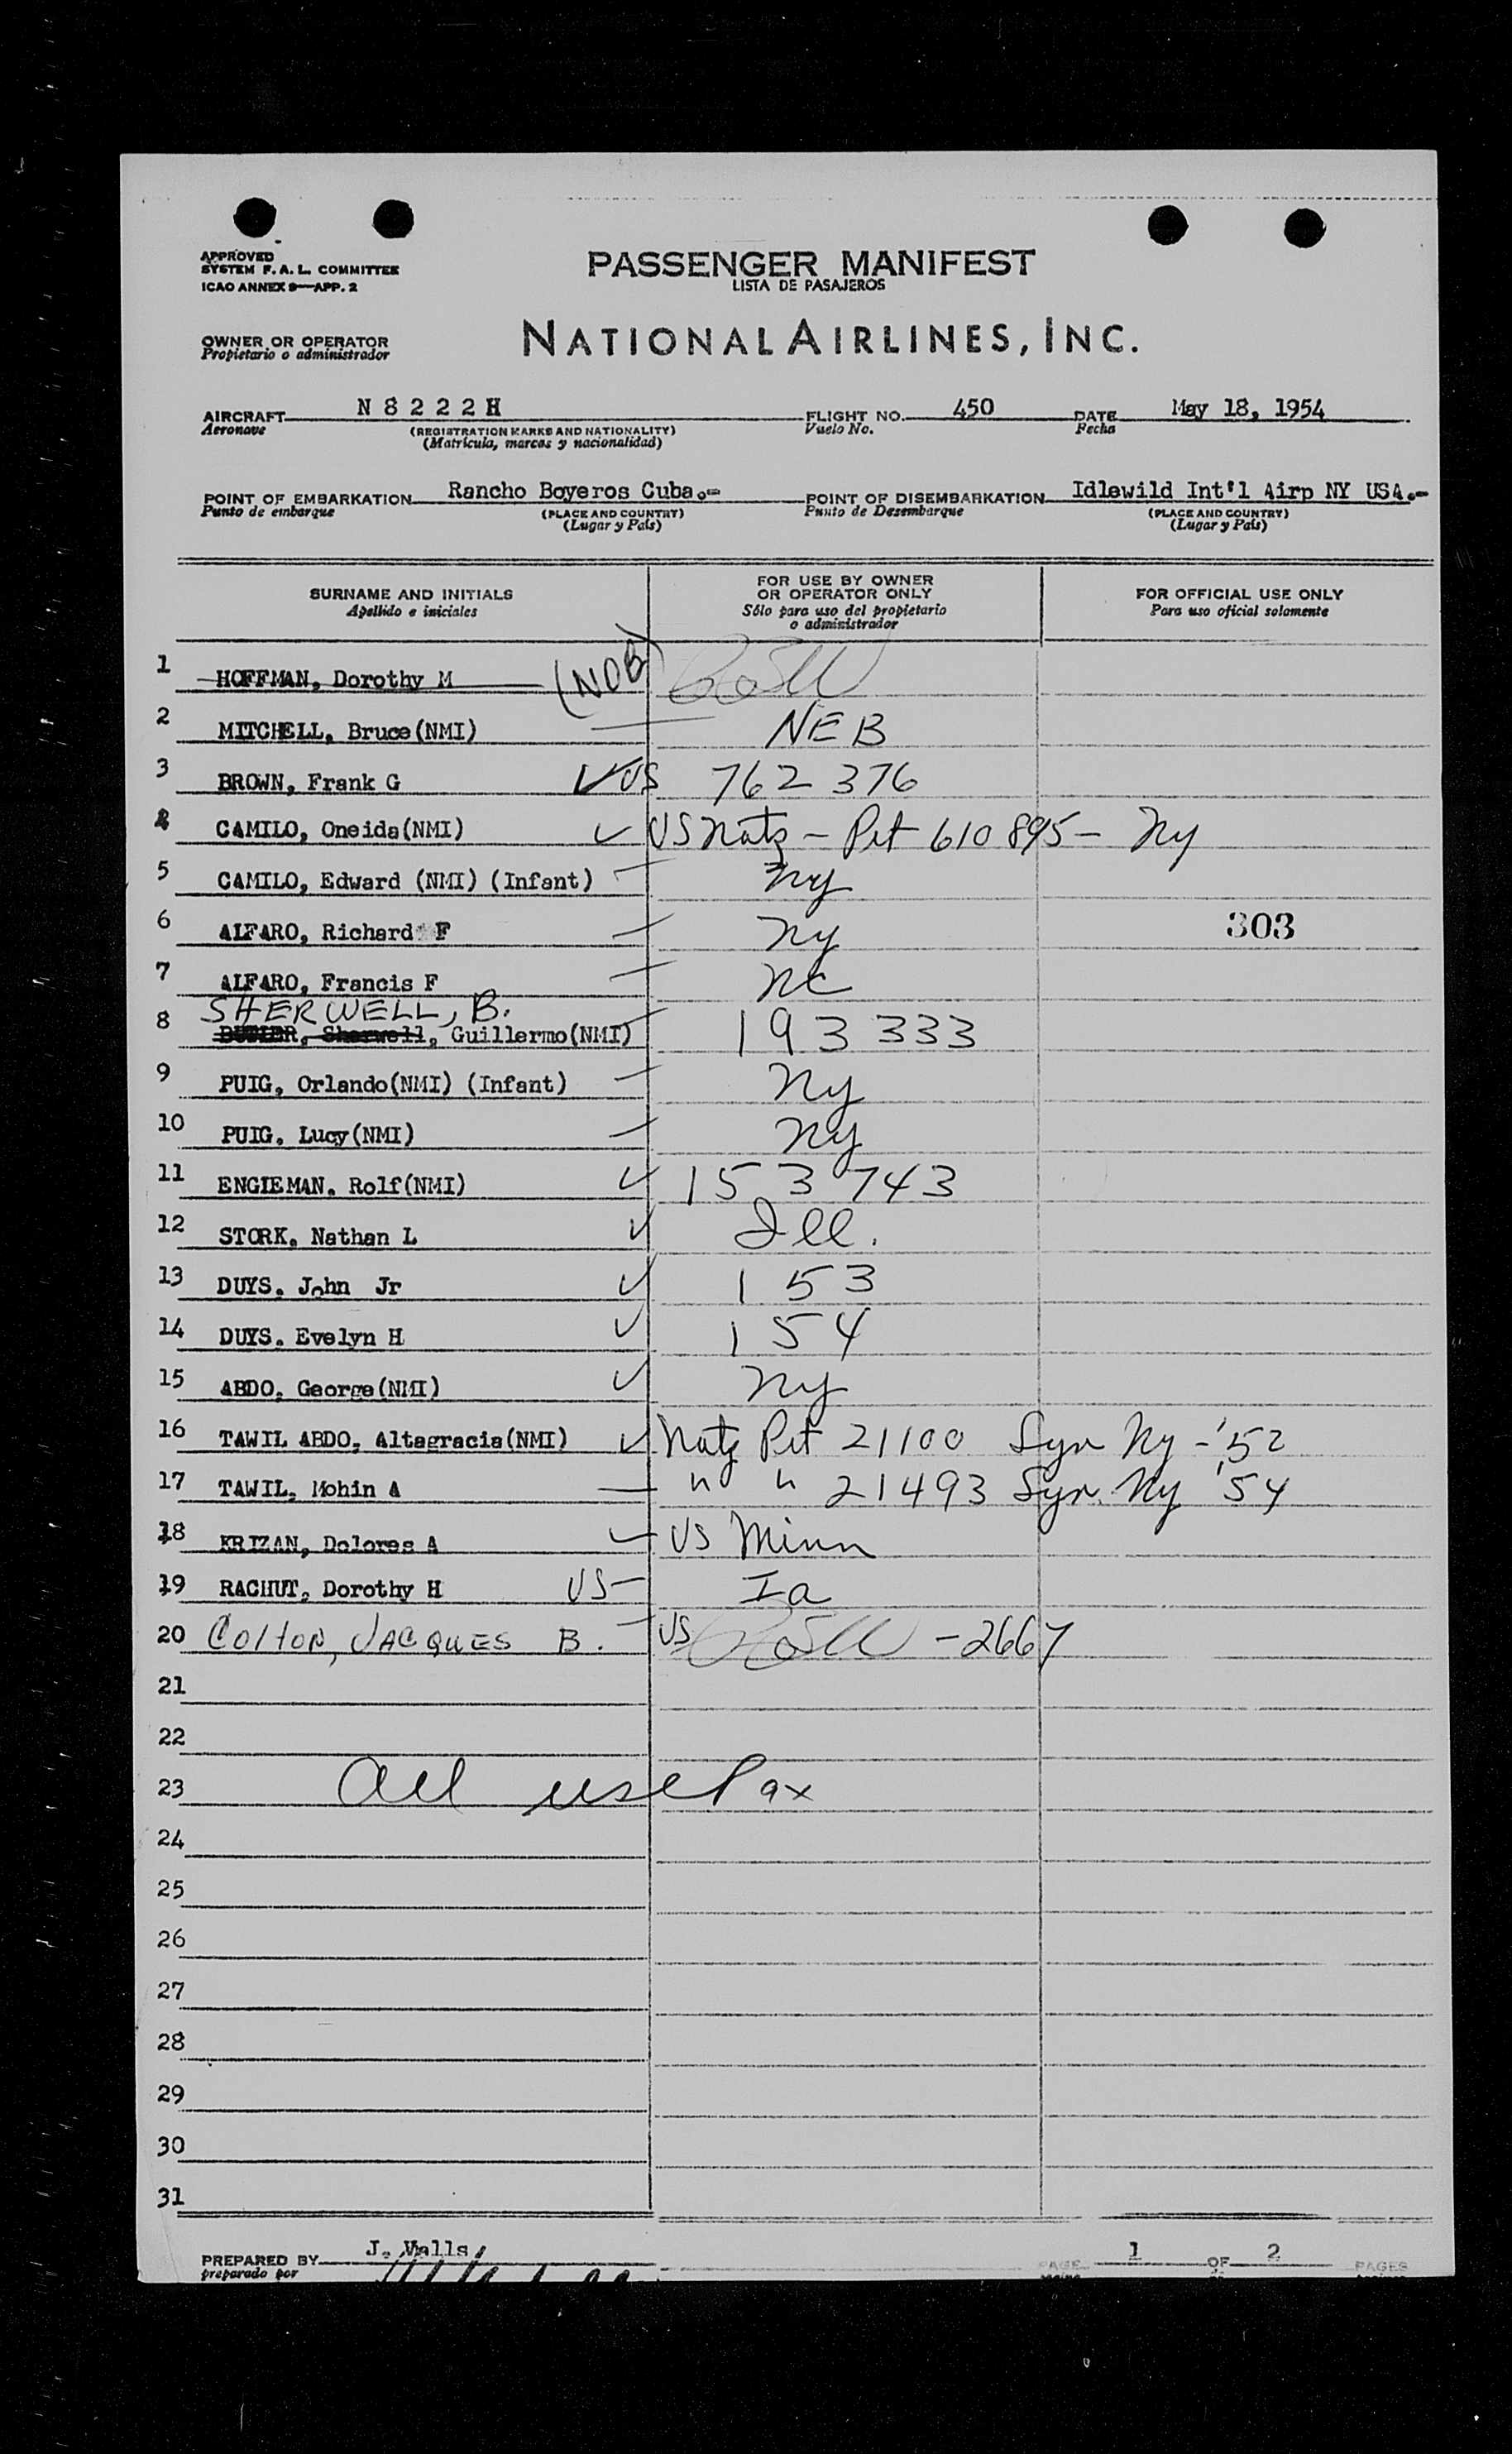 APPROVED
SYSTEM F.A.L. COMMITTEE
ICAO ANNEX 9—APP. 2
PASSENGER MANIFEST
LISTA DE PASAJEROS
OWNER OR OPERATOR
Propietario o administrador
NATIONAL AIRLINES, INC.
AIRCRAFT N 8 2 2 2 H FLIGHT NO. 450 DATE May 18, 1954
Aeronave (REGISTRATION MARKS AND NATIONALITY) Vuelo No. Fecha
(Matrícula, marcas y nacionalidad)
POINT OF EMBARKATION Rancho Boyeros Cuba.- POINT OF DISEMBARKATION Idlewild Int'l Airp NY USA.-
Punto de embarque (PLACE AND COUNTRY) Punto de Desembarque (PLACE AND COUNTRY)
(Lugar y País) (Lugar y País)
SURNAME AND INITIALS FOR USE BY OWNER OR OPERATOR ONLY FOR OFFICIAL USE ONLY
Apellido e iniciales Sólo para uso del propietario o administrador Para uso oficial solamente
1 HOFFMAN, Dorothy M (NOB)
2 MITCHELL, Bruce(NMI) NEB
3 BROWN, Frank G ✓ US 762 376
4 CAMILO, Oneida(NMI) ✓ US Natz - Pet 610 895 - Ny
5 CAMILO, Edward (NMI) (Infant) Ny
6 ALFARO, Richard F Ny 303
7 ALFARO, Francis F NC
SHERWELL, B.
8 BUTLER, Sherwell, Guillermo(NMI) 193 333
9 PUIG, Orlando(NMI) (Infant) Ny
10 PUIG, Lucy(NMI) Ny
11 ENGIEMAN, Rolf(NMI) ✓ 153 743
12 STORK, Nathan L ✓ Ill.
13 DUYS, John Jr ✓ 153
14 DUYS, Evelyn H ✓ 154
15 ABDO, George(NMI) ✓ Ny
16 TAWIL ABDO, Altagracia(NMI) ✓ Natz Pet 21100 Syr Ny - '52
17 TAWIL, Mohin A " " 21493 Syr. Ny '54
18 KRIZAN, Dolores A ✓ US Minn
19 RACHUT, Dorothy H US - Ia
20 Colton, JACQUES B. US - 2667
21
22
23 All usc Pax
24
25
26
27
28
29
30
31
PREPARED BY J. Valls, PAGE 1 OF 2 PAGES
preparado por